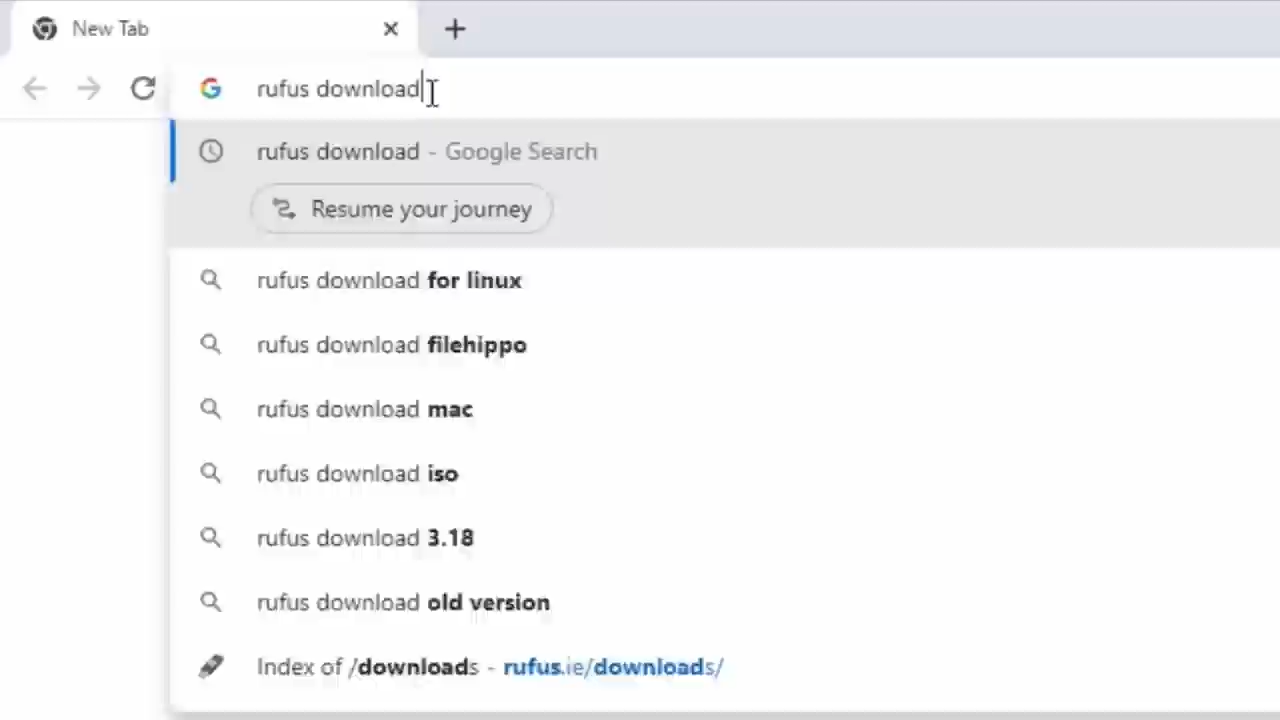 New Tab
rufus download
rufus download - Google Search
Resume your journey
rufus download for linux
rufus download filehippo
rufus download mac
rufus download iso
rufus download 3.18
rufus download old version
Index of /downloads - rufus.ie/downloads/